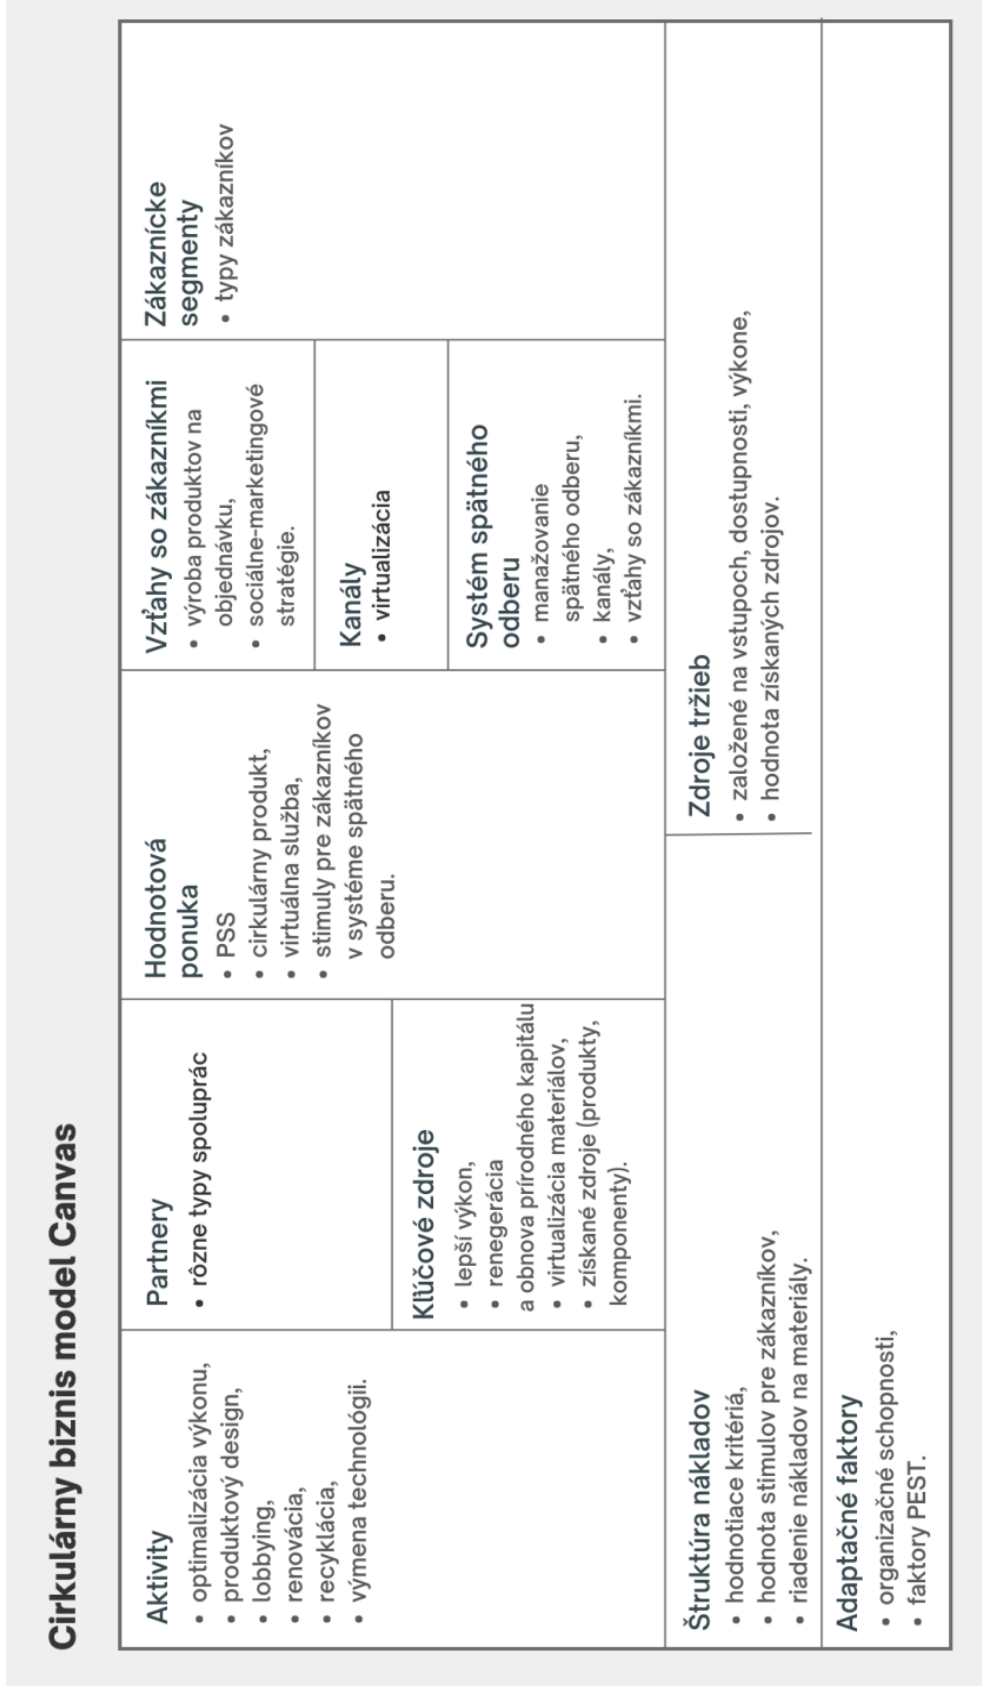 Cirkulárny biznis model Canvas
Aktivity
• optimalizácia výkonu,
• produktový design,
• lobbying,
• renovácia,
• recyklácia,
• výmena technológii.
Partnery
• rôzne typy spoluprác
Kľúčové zdroje
• lepší výkon,
• renegerácia
a obnova prírodného kapitálu
• virtualizácia materiálov,
• získané zdroje (produkty,
komponenty).
Hodnotová
ponuka
• PSS
• cirkulárny produkt,
• virtuálna služba,
• stimuly pre zákazníkov
v systéme spätného
odberu.
Vzťahy so zákazníkmi
• výroba produktov na
objednávku,
• sociálne-marketingové
stratégie.
Kanály
• virtualizácia
Systém spätného
odberu
• manažovanie
spätného odberu,
• kanály,
• vzťahy so zákazníkmi.
Zákaznícke
segmenty
• typy zákazníkov
Štruktúra nákladov
• hodnotiace kritériá,
• hodnota stimulov pre zákazníkov,
• riadenie nákladov na materiály.
Zdroje tržieb
• založené na vstupoch, dostupnosti, výkone,
• hodnota získaných zdrojov.
Adaptačné faktory
• organizačné schopnosti,
• faktory PEST.